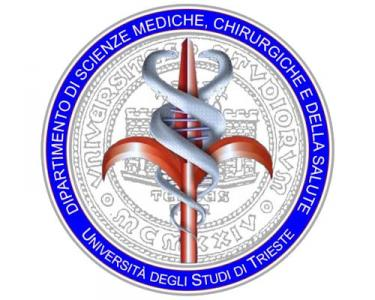 DIPARTIMENTO DI SCIENZE MEDICHE, CHIRURGICHE E DELLA SALUTE
UNIVERSITÀ DEGLI STUDI DI TRIESTE
MCMXXIV